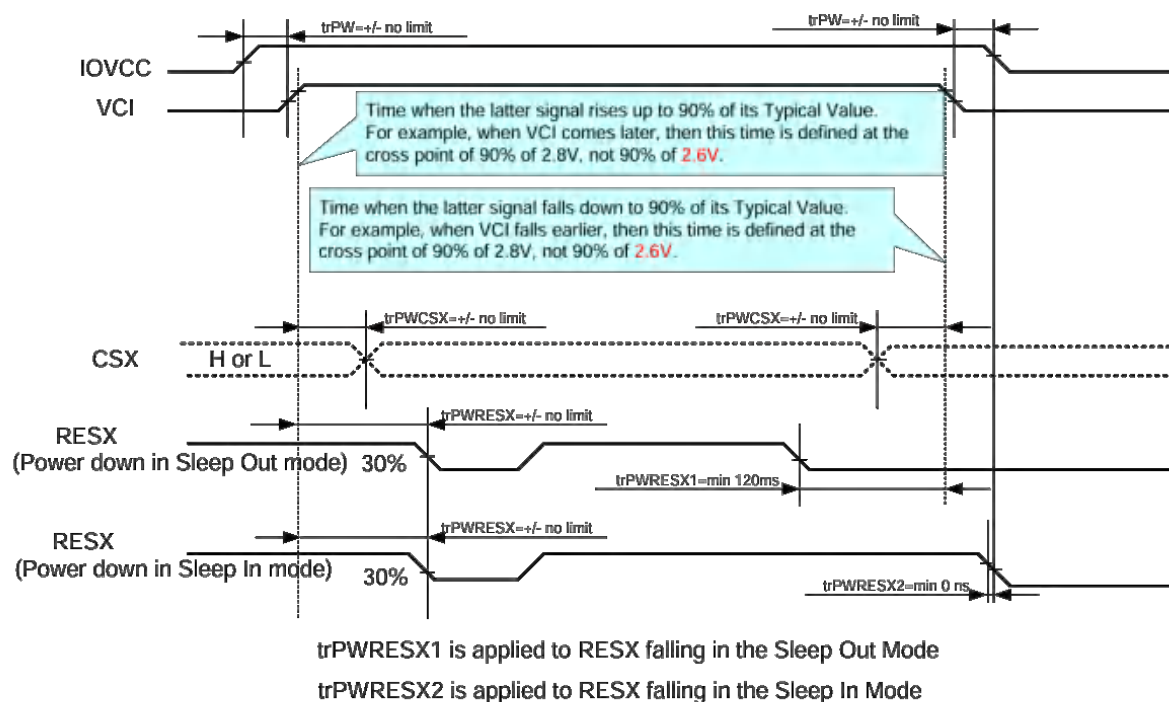 trPW=+/- no limit
trPW=+/- no limit
IOVCC
VCI
Time when the latter signal rises up to 90% of its Typical Value.
For example, when VCI comes later, then this time is defined at the
cross point of 90% of 2.8V, not 90% of 2.6V.
Time when the latter signal falls down to 90% of its Typical Value.
For example, when VCI falls earlier, then this time is defined at the
cross point of 90% of 2.8V, not 90% of 2.6V.
trPWCSX=+/- no limit
trPWCSX=+/- no limit
CSX
H or L
trPWRESX=+/- no limit
RESX
(Power down in Sleep Out mode)
30%
trPWRESX1=min 120ms
trPWRESX=+/- no limit
RESX
(Power down in Sleep In mode)
30%
trPWRESX2=min 0 ns
trPWRESX1 is applied to RESX falling in the Sleep Out Mode
trPWRESX2 is applied to RESX falling in the Sleep In Mode